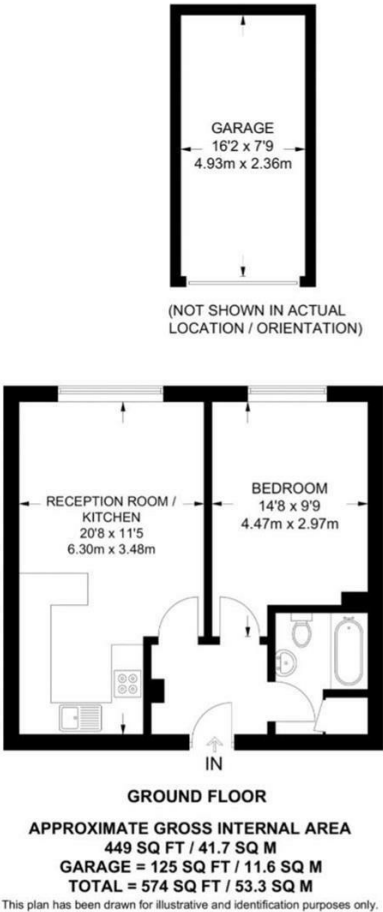 GARAGE
16'2 x 7'9
4.93m x 2.36m
(NOT SHOWN IN ACTUAL
LOCATION / ORIENTATION)
RECEPTION ROOM /
KITCHEN
20'8 x 11'5
6.30m x 3.48m
BEDROOM
14'8 x 9'9
4.47m x 2.97m
IN
GROUND FLOOR
APPROXIMATE GROSS INTERNAL AREA
449 SQ FT / 41.7 SQ M
GARAGE = 125 SQ FT / 11.6 SQ M
TOTAL = 574 SQ FT / 53.3 SQ M
This plan has been drawn for illustrative and identification purposes only.